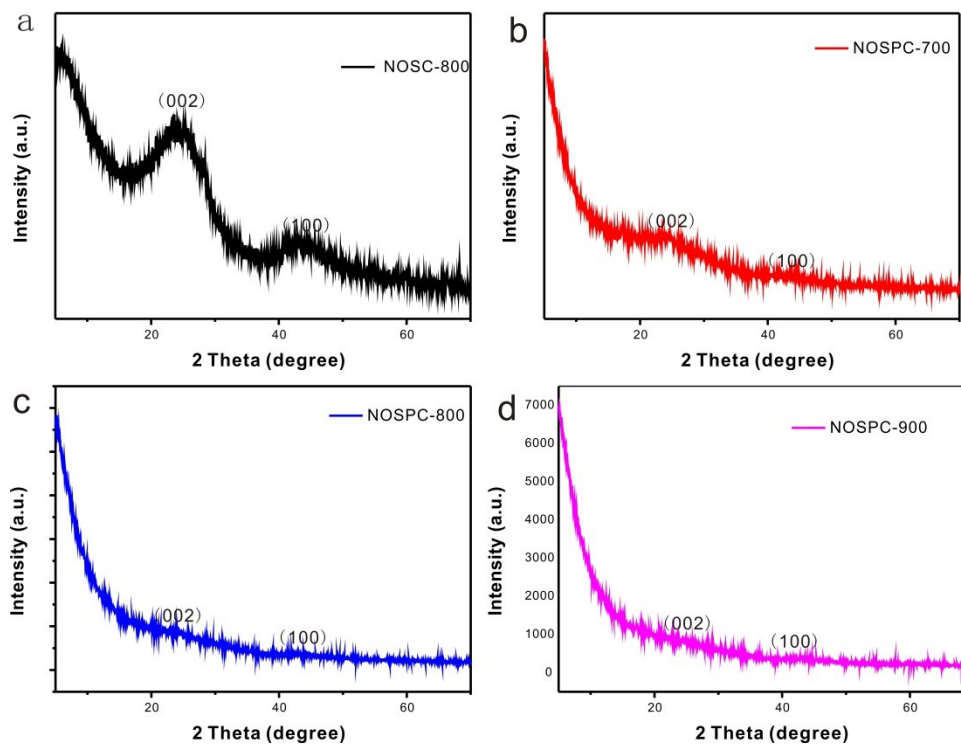 a
NOSC-800
(002)
(100)
Intensity (a.u.)
20
40
60
2 Theta (degree)
b
NOSPC-700
(002)
(100)
Intensity (a.u.)
20
40
60
2 Theta (degree)
c
NOSPC-800
(002)
(100)
Intensity (a.u.)
20
40
60
2 Theta (degree)
d
NOSPC-900
7000
6000
5000
4000
3000
2000
1000
0
(002)
(100)
Intensity (a.u.)
20
40
60
2 Theta (degree)